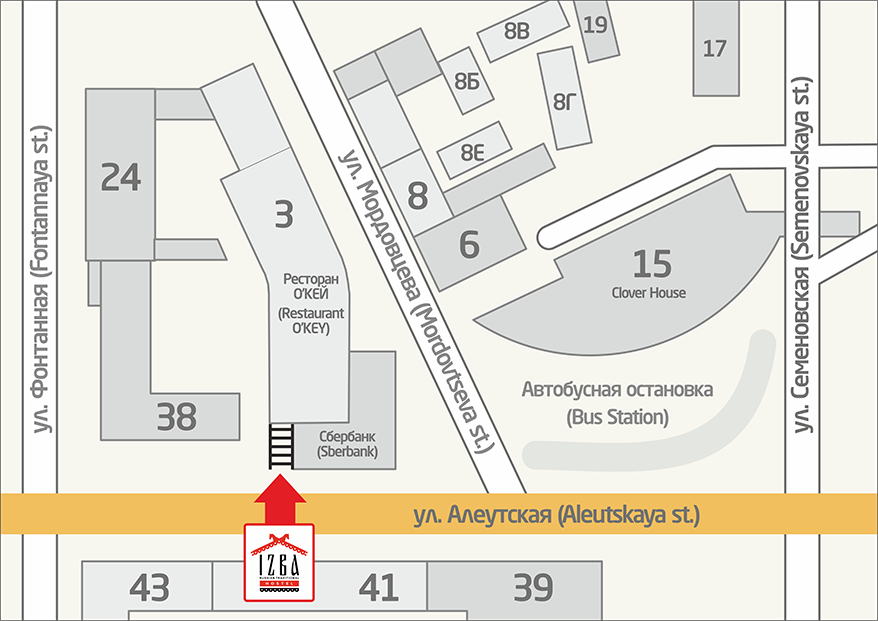 8В
19
17
8Б
8Г
8Е
24
3
8
6
15
Clover House
Ресторан
О'КЕЙ
(Restaurant
O'KEY)
ул. Фонтанная (Fontannaya st.)
ул. Мордовцева (Mordovtseva st.)
ул. Семеновская (Semenovskaya st.)
Автобусная остановка
(Bus Station)
38
Сбербанк
(Sberbank)
ул. Алеутская (Aleutskaya st.)
IZBA
RUSSIAN TRADITIONAL
HOSTEL
43
41
39